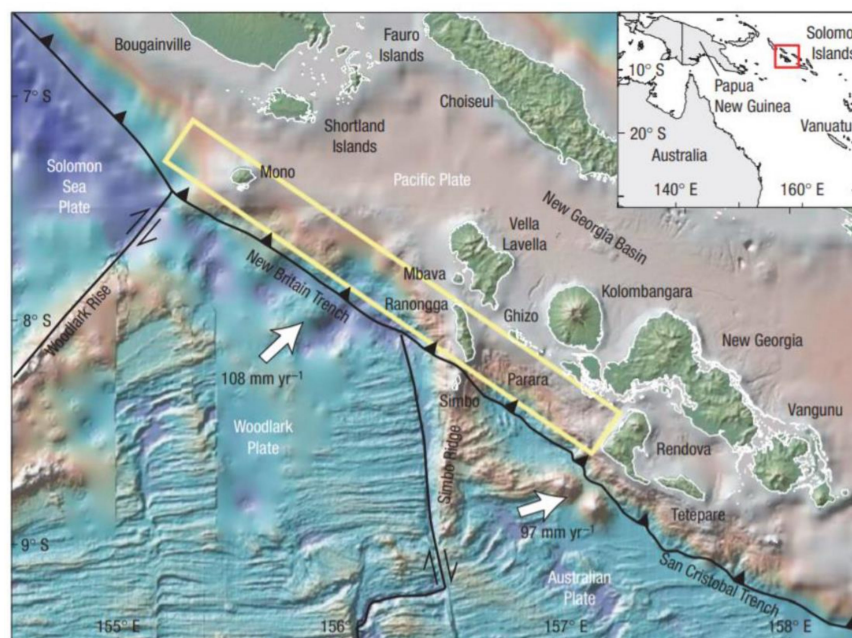 Bougainville
Fauro
Islands
Choiseul
Shortland
Islands
Mono
Pacific Plate
Solomon
Sea
Plate
7° S
8° S
9° S
New Georgia Basin
Vella
Lavella
Mbava
Ranongga
Ghizo
Kolombangara
New Georgia
New Britain Trench
Woodlark Rise
108 mm yr⁻¹
Parara
Simbo
Vangunu
Rendova
Woodlark
Plate
Simbo Ridge
Tetepare
97 mm yr⁻¹
San Cristobal Trench
Australian
Plate
155° E
156° E
157° E
158° E
Solomon
Islands
10° S
Papua
New Guinea
20° S
Vanuatu
Australia
140° E
160° E